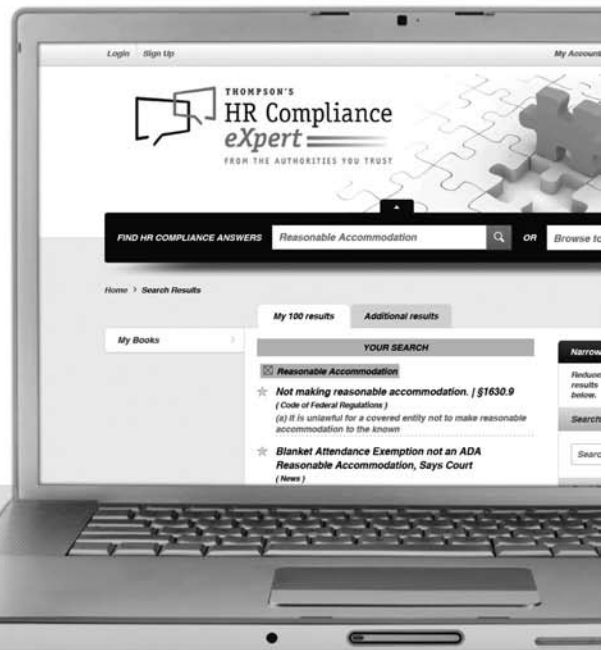 Login Sign Up My Account
THOMPSON'S
HR Compliance
eXpert
FROM THE AUTHORITIES YOU TRUST
FIND HR COMPLIANCE ANSWERS Reasonable Accommodation OR Browse to
Home > Search Results
My 100 results Additional results
My Books
YOUR SEARCH
Reasonable Accommodation
Not making reasonable accommodation. | §1630.9
( Code of Federal Regulations )
(a) It is unlawful for a covered entity not to make reasonable
accommodation to the known
Blanket Attendance Exemption not an ADA
Reasonable Accommodation, Says Court
( News )
Narrow
Reduce
results
below.
Search
Searc